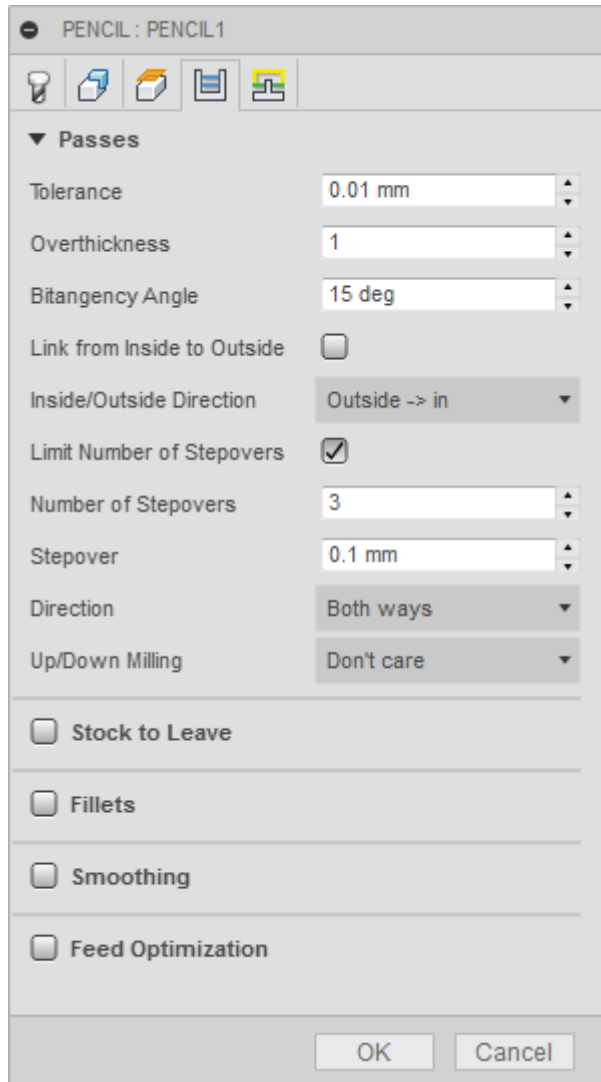 PENCIL : PENCIL1
Passes
Tolerance 0.01 mm
Overthickness 1
Bitangency Angle 15 deg
Link from Inside to Outside
Inside/Outside Direction Outside -> in
Limit Number of Stepovers
Number of Stepovers 3
Stepover 0.1 mm
Direction Both ways
Up/Down Milling Don't care
Stock to Leave
Fillets
Smoothing
Feed Optimization
OK Cancel